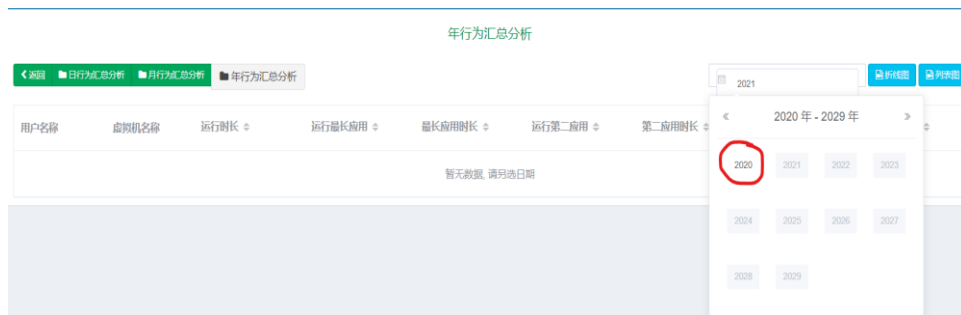 年行为汇总分析
返回 日行为汇总分析 月行为汇总分析 年行为汇总分析 2021 折线图 列表图
用户名称 虚拟机名称 运行时长 运行最长应用 最长应用时长 运行第二应用 第二应用时长
暂无数据, 请另选日期
« 2020 年 - 2029 年 »
2020 2021 2022 2023
2024 2025 2026 2027
2028 2029